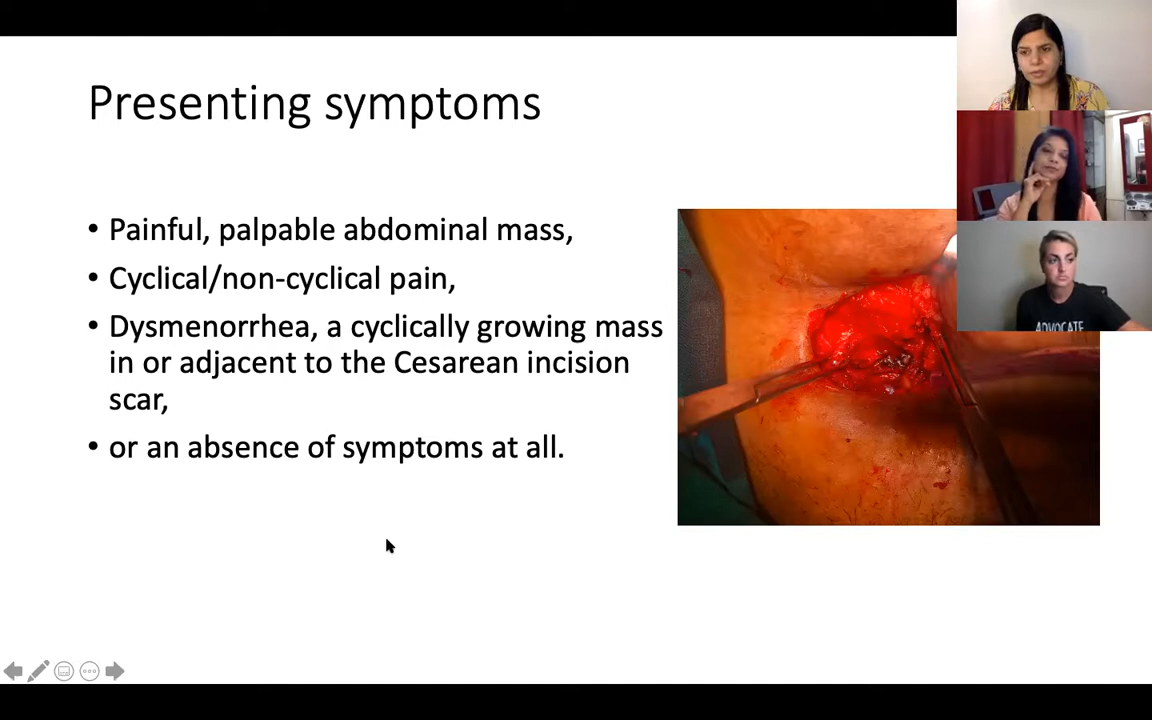 Presenting symptoms
• Painful, palpable abdominal mass,
• Cyclical/non-cyclical pain,
• Dysmenorrhea, a cyclically growing mass
in or adjacent to the Cesarean incision
scar,
• or an absence of symptoms at all.
ADVOCATE